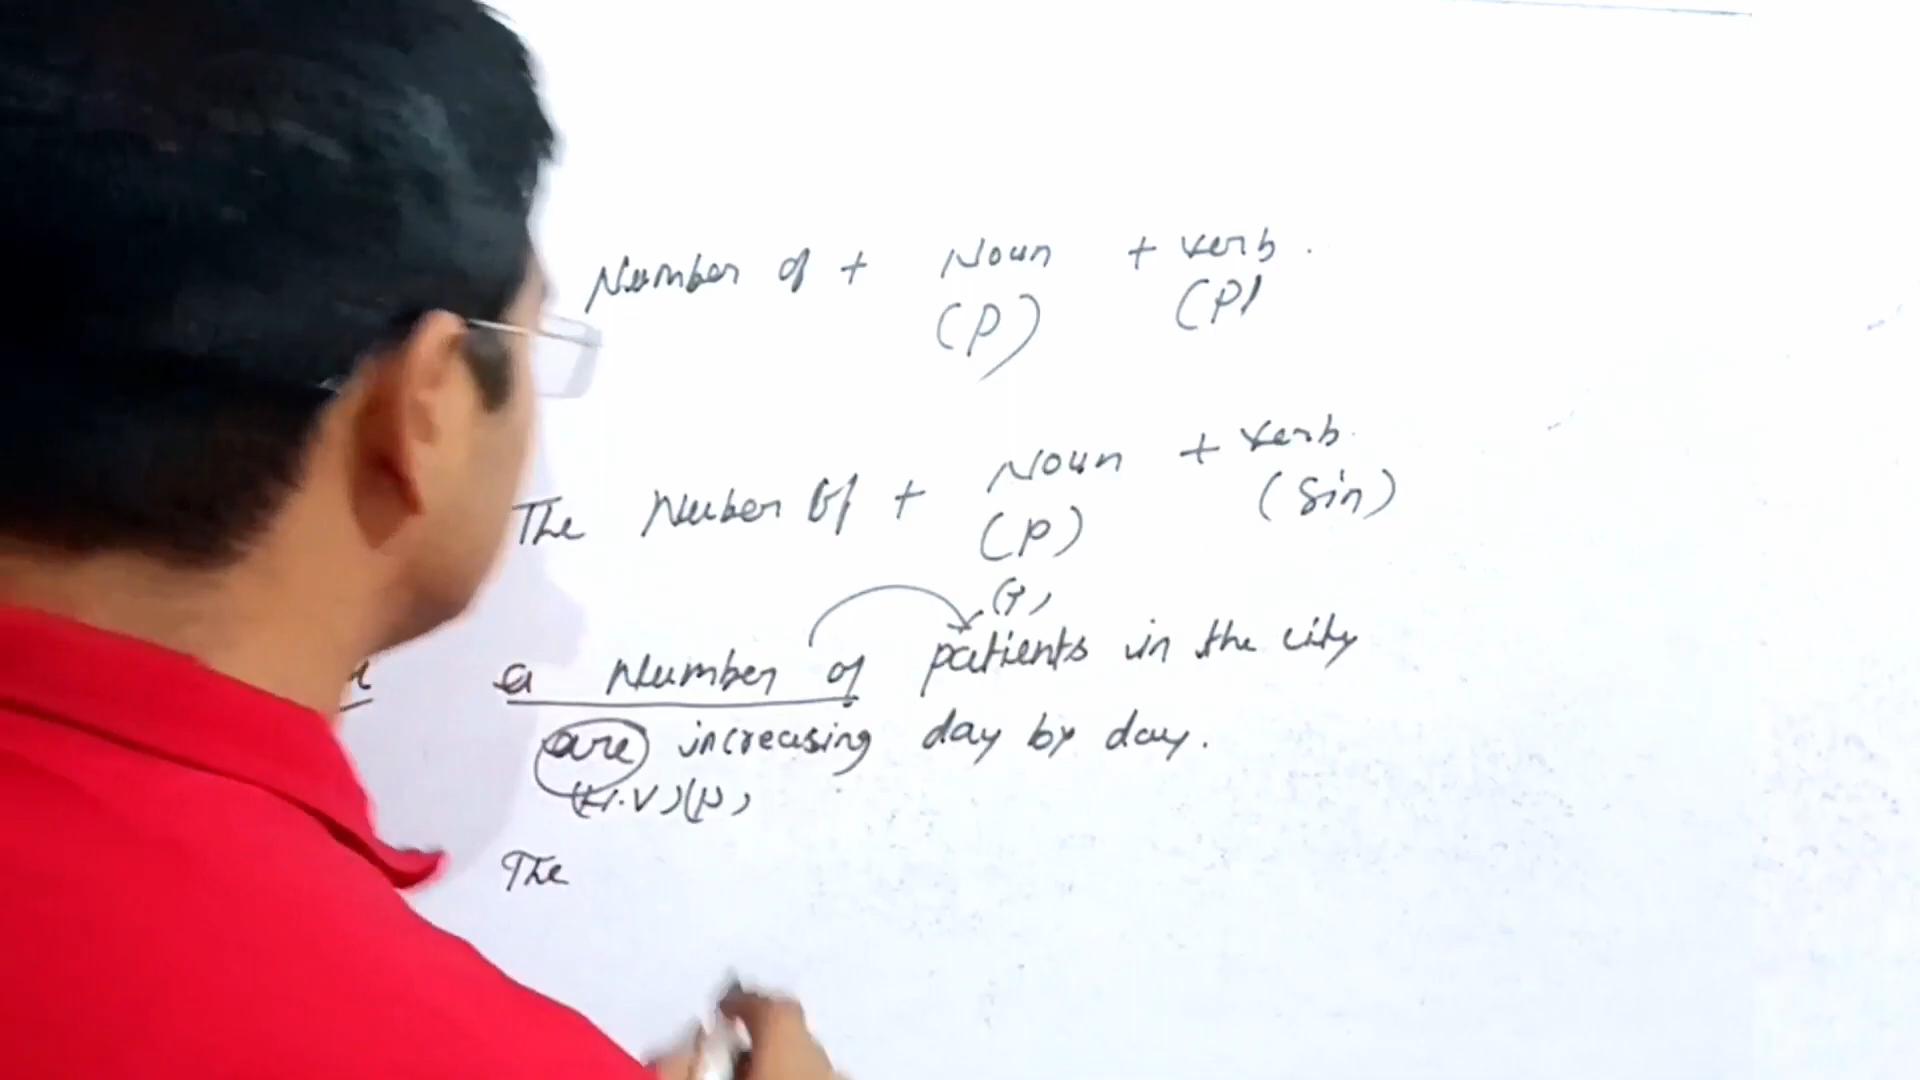 Number of + Noun + verb.
(P) (P)
The Nuber of + Noun + verb.
(P) (Sin)
(P)
a Number of patients in the city
are increasing day by day.
(H.V)(P)
The